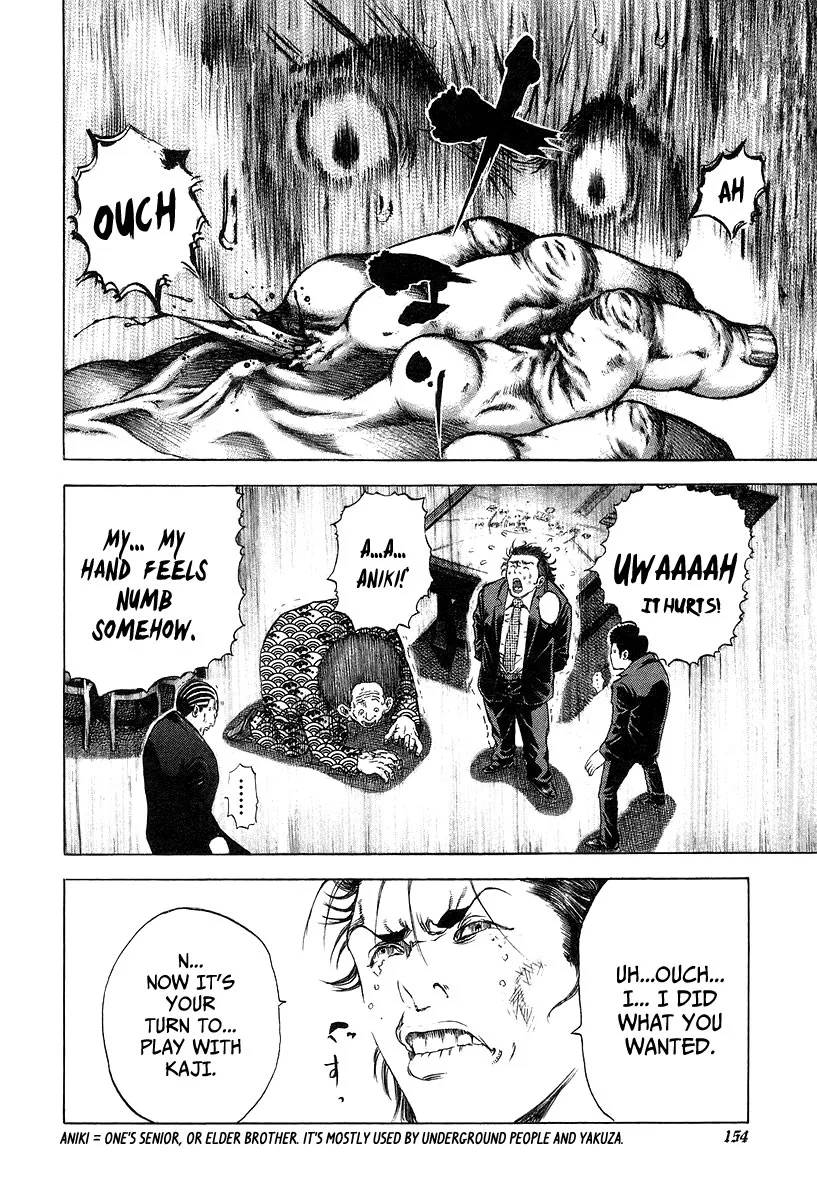 AH
OUCH
UWAAAAH
IT HURTS!
A...A...
ANIKI!
MY... MY
HAND FEELS
NUMB
SOMEHOW.
......
UH...OUCH...
I... I DID
WHAT YOU
WANTED.
N...
NOW IT'S
YOUR
TURN TO...
PLAY WITH
KAJI.
ANIKI = ONE'S SENIOR, OR ELDER BROTHER. IT'S MOSTLY USED BY UNDERGROUND PEOPLE AND YAKUZA.
154